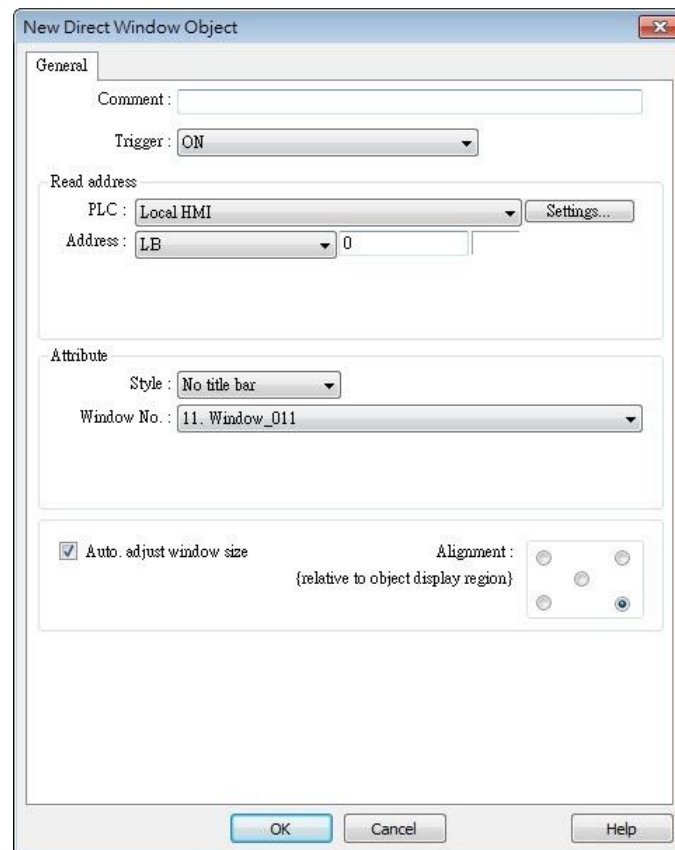 New Direct Window Object
General
Comment :
Trigger : ON
Read address
PLC : Local HMI Settings...
Address : LB 0
Attribute
Style : No title bar
Window No. : 11. Window_011
Auto. adjust window size Alignment :
{relative to object display region}
OK Cancel Help